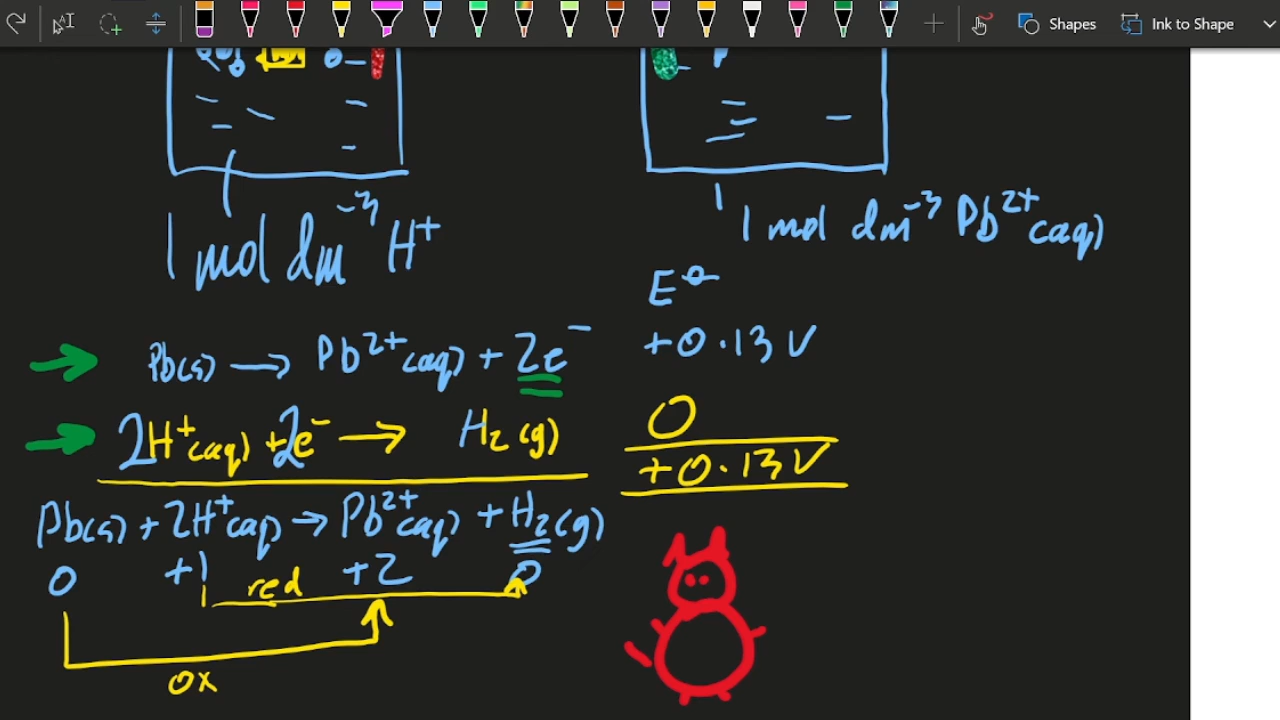 Shapes
Ink to Shape
1 mol dm⁻³ H⁺
1 mol dm⁻³ Pb²⁺(aq)
E⦵
Pb(s) → Pb²⁺(aq) + 2e⁻
+0.13 V
2H⁺(aq) + 2e⁻ → H₂(g)
0
+0.13 V
Pb(s) + 2H⁺(aq) → Pb²⁺(aq) + H₂(g)
0 +1 +2 0
red
ox